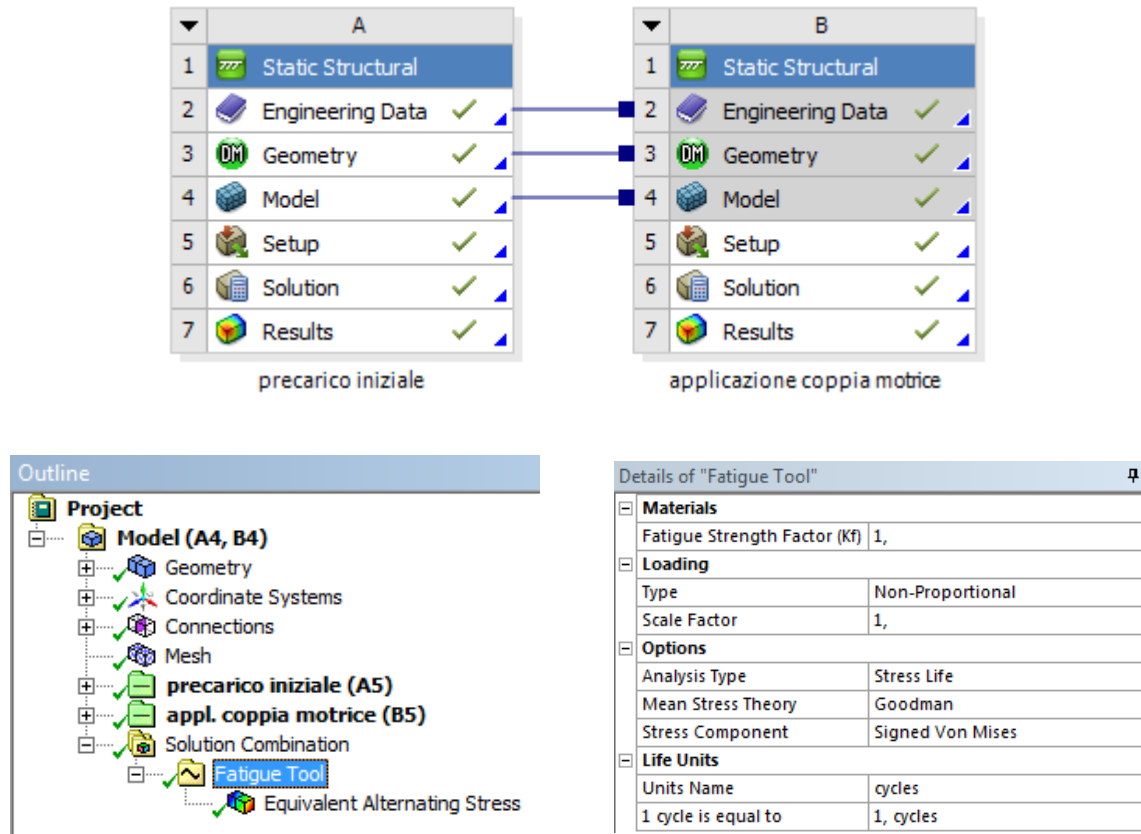 A
1 Static Structural
2 Engineering Data
3 Geometry
4 Model
5 Setup
6 Solution
7 Results
precarico iniziale
B
1 Static Structural
2 Engineering Data
3 Geometry
4 Model
5 Setup
6 Solution
7 Results
applicazione coppia motrice
Outline
Project
Model (A4, B4)
Geometry
Coordinate Systems
Connections
Mesh
precarico iniziale (A5)
appl. coppia motrice (B5)
Solution Combination
Fatigue Tool
Equivalent Alternating Stress
Details of "Fatigue Tool"
Materials
Fatigue Strength Factor (Kf) 1,
Loading
Type Non-Proportional
Scale Factor 1,
Options
Analysis Type Stress Life
Mean Stress Theory Goodman
Stress Component Signed Von Mises
Life Units
Units Name cycles
1 cycle is equal to 1, cycles